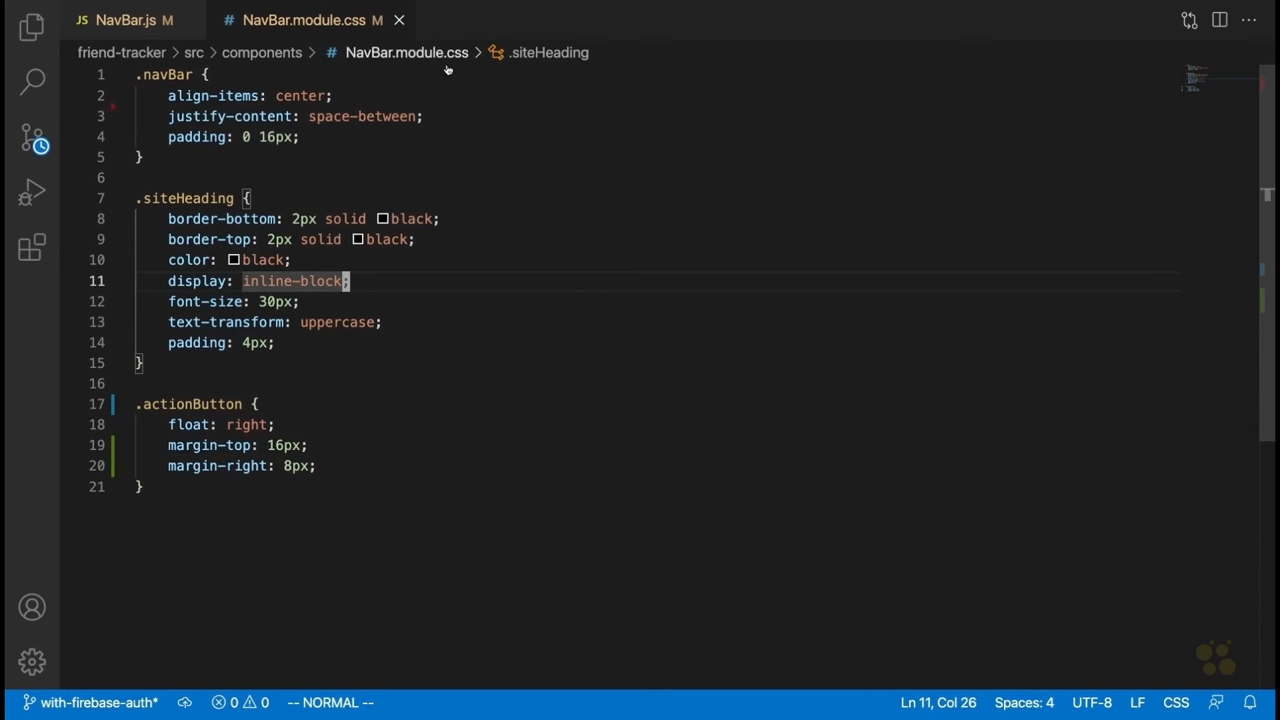 JS NavBar.js M
# NavBar.module.css M
friend-tracker > src > components > # NavBar.module.css > .siteHeading
1 .navBar {
2 align-items: center;
3 justify-content: space-between;
4 padding: 0 16px;
5 }
6
7 .siteHeading {
8 border-bottom: 2px solid black;
9 border-top: 2px solid black;
10 color: black;
11 display: inline-block;
12 font-size: 30px;
13 text-transform: uppercase;
14 padding: 4px;
15 }
16
17 .actionButton {
18 float: right;
19 margin-top: 16px;
20 margin-right: 8px;
21 }
with-firebase-auth* 0 0 -- NORMAL -- Ln 11, Col 26 Spaces: 4 UTF-8 LF CSS